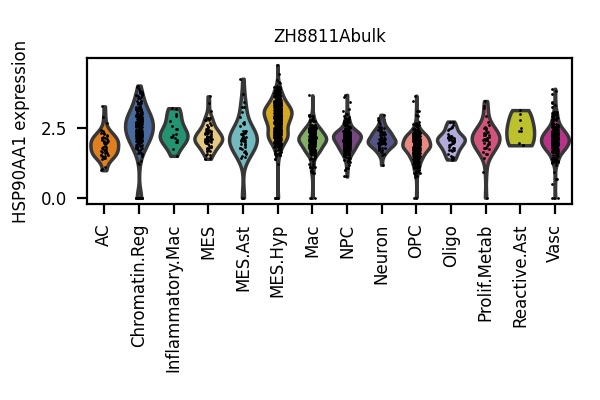 ZH8811Abulk
HSP90AA1 expression
2.5
0.0
AC
Chromatin.Reg
Inflammatory.Mac
MES
MES.Ast
MES.Hyp
Mac
NPC
Neuron
OPC
Oligo
Prolif.Metab
Reactive.Ast
Vasc